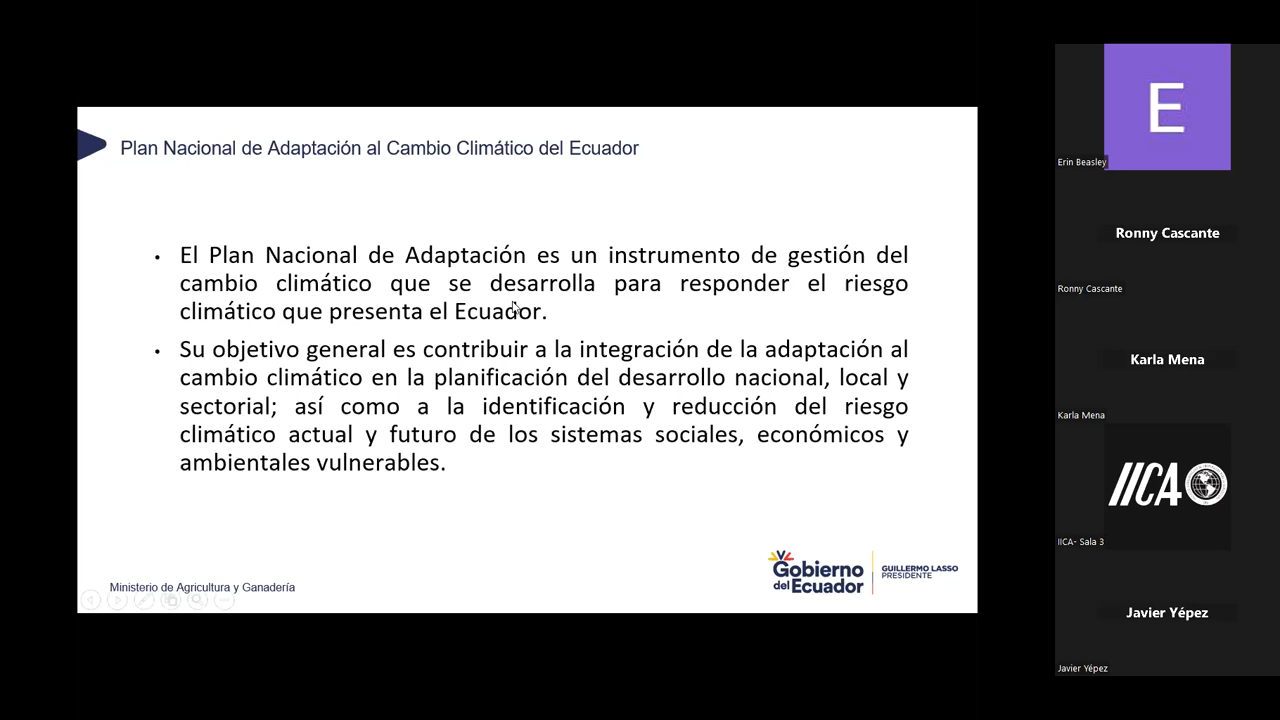 Plan Nacional de Adaptación al Cambio Climático del Ecuador
• El Plan Nacional de Adaptación es un instrumento de gestión del
cambio climático que se desarrolla para responder el riesgo
climático que presenta el Ecuador.
• Su objetivo general es contribuir a la integración de la adaptación al
cambio climático en la planificación del desarrollo nacional, local y
sectorial; así como a la identificación y reducción del riesgo
climático actual y futuro de los sistemas sociales, económicos y
ambientales vulnerables.
Ministerio de Agricultura y Ganadería
Gobierno
del Ecuador
GUILLERMO LASSO
PRESIDENTE
E
Erin Beasley
Ronny Cascante
Ronny Cascante
Karla Mena
Karla Mena
IICA
IICA- Sala 3
Javier Yépez
Javier Yépez